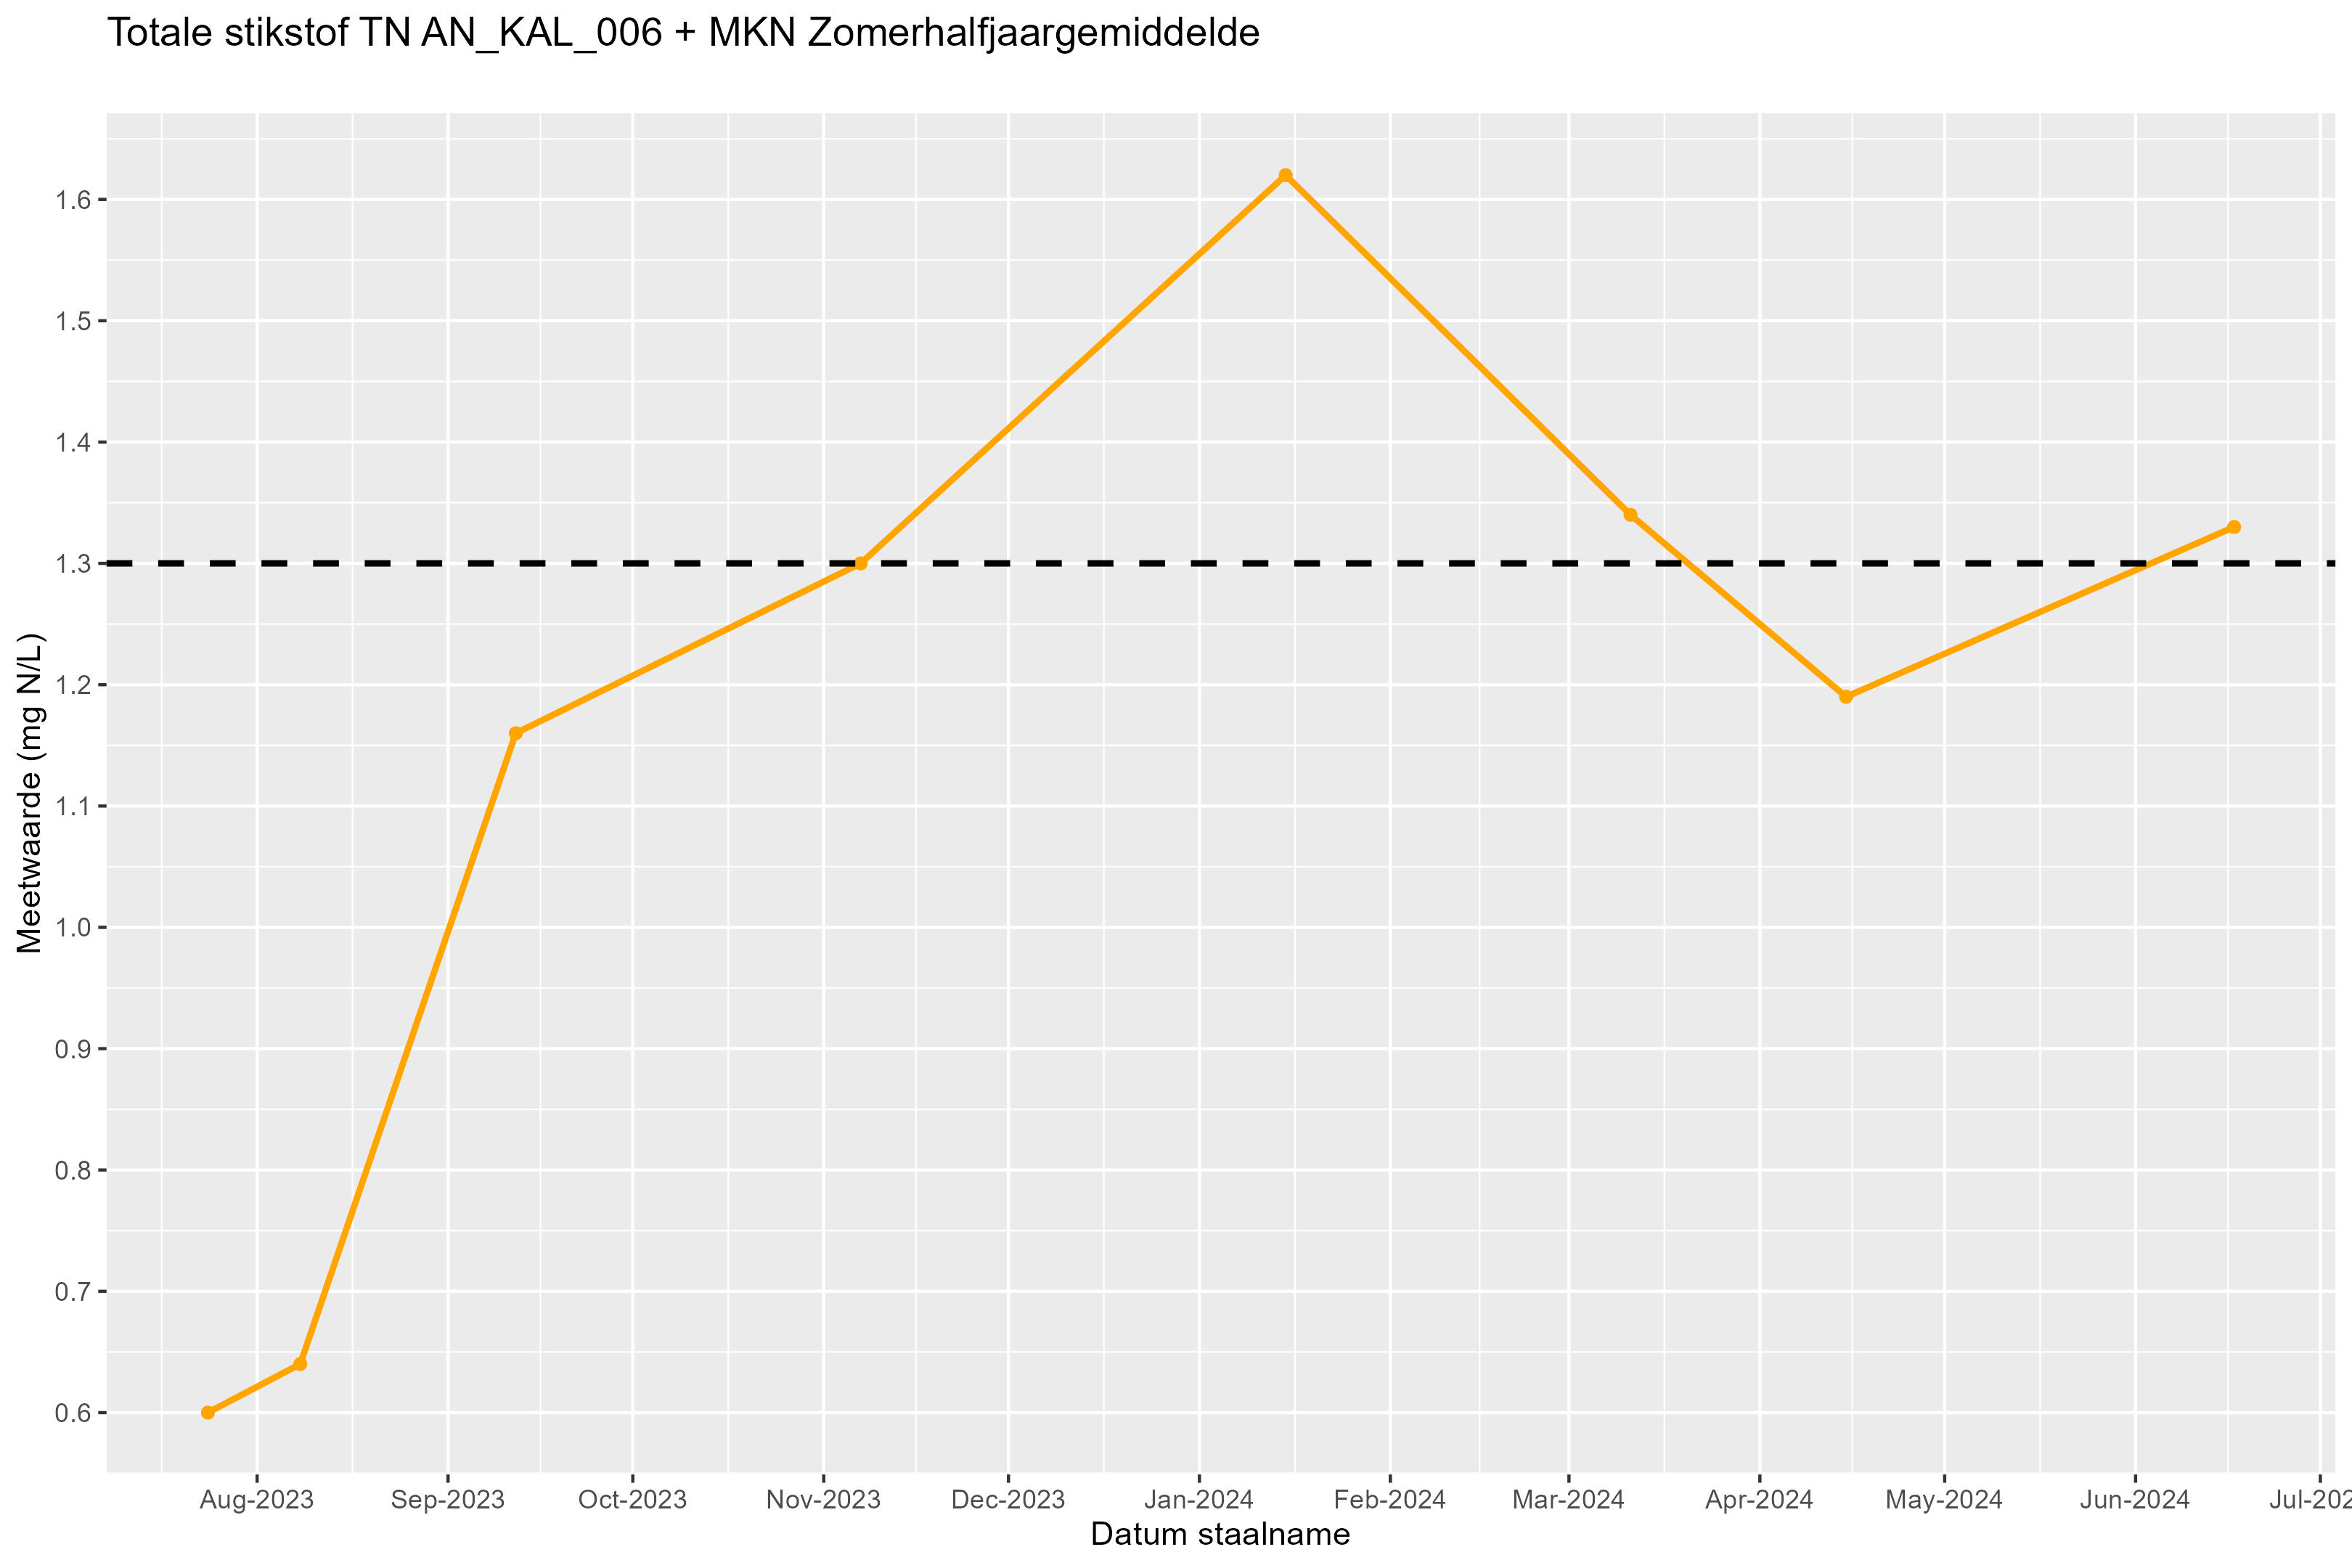 Totale stikstof TN AN_KAL_006 + MKN Zomerhalfjaargemiddelde
Meetwaarde (mg N/L)
1.6
1.5
1.4
1.3
1.2
1.1
1.0
0.9
0.8
0.7
0.6
Aug-2023 Sep-2023 Oct-2023 Nov-2023 Dec-2023 Jan-2024 Feb-2024 Mar-2024 Apr-2024 May-2024 Jun-2024 Jul-202
Datum staalname